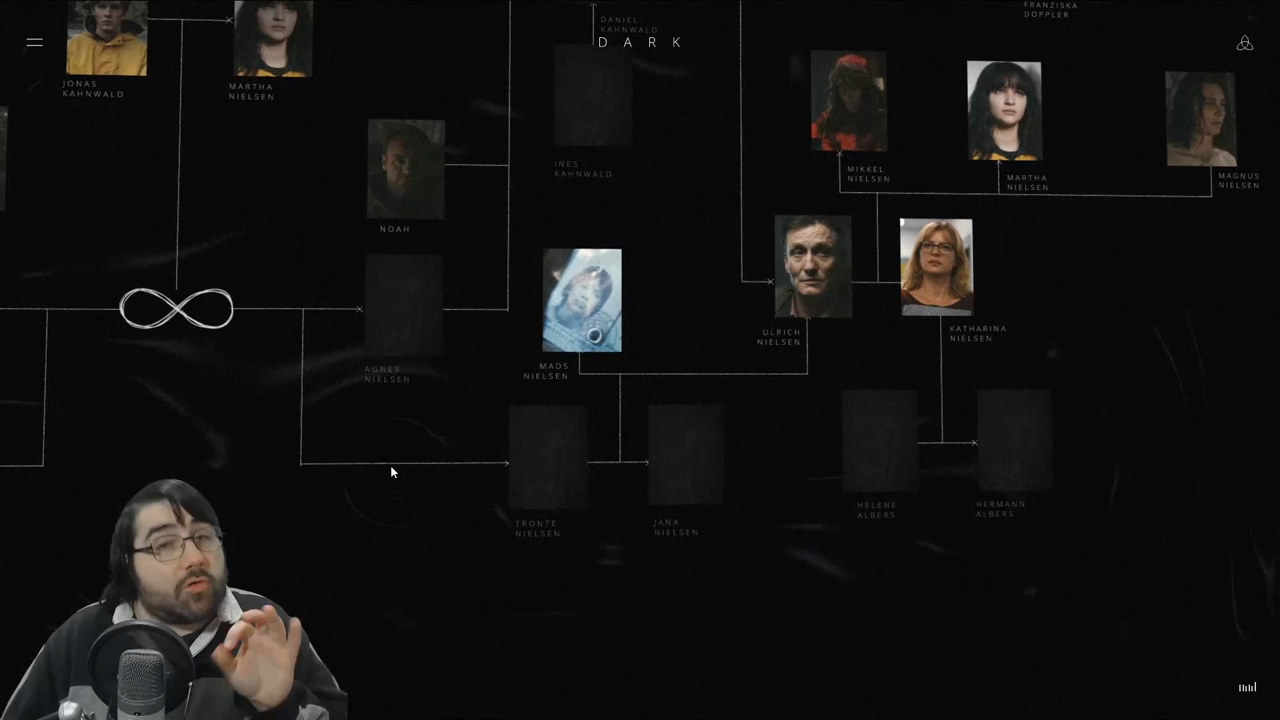 FRANZISKA
DOPPLER
DANIEL
KAHNWALD
DARK
JONAS
KAHNWALD
MARTHA
NIELSEN
INES
KAHNWALD
MIKKEL
NIELSEN
MARTHA
NIELSEN
MAGNUS
NIELSEN
NOAH
ULRICH
NIELSEN
KATHARINA
NIELSEN
AGNES
NIELSEN
MADS
NIELSEN
HELENE
ALBERS
HERMANN
ALBERS
TRONTE
NIELSEN
JANA
NIELSEN